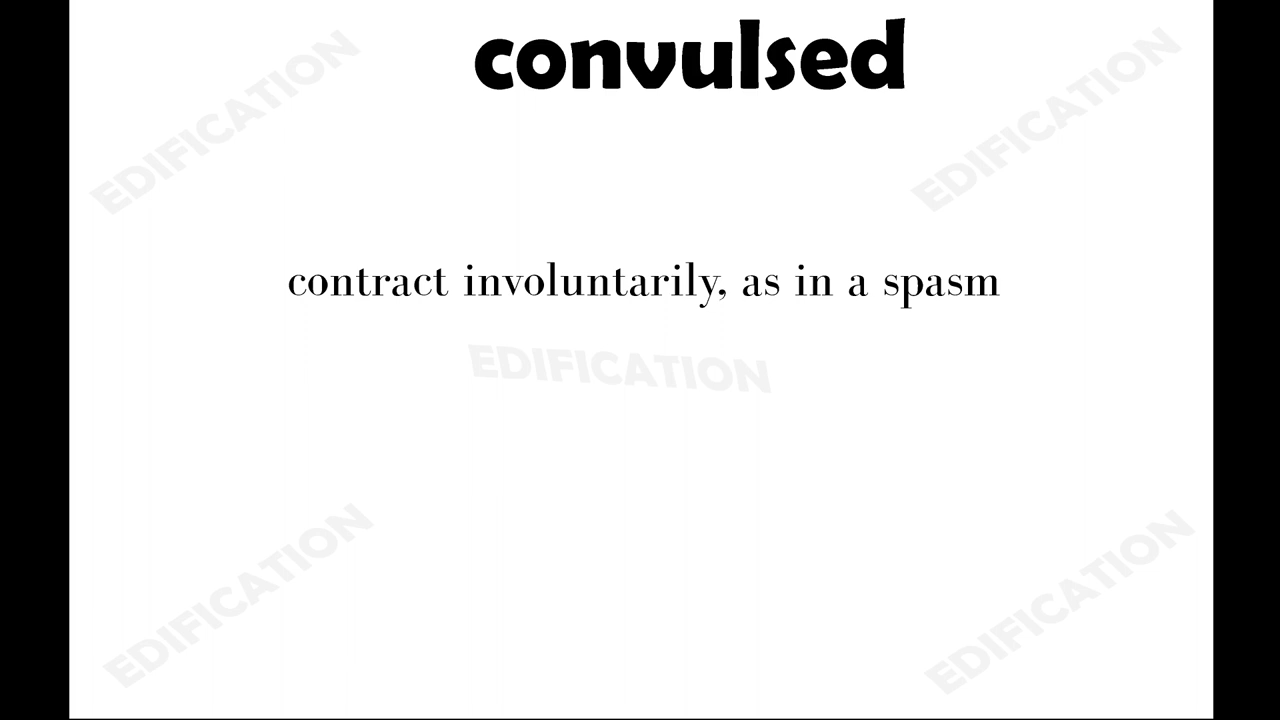 convulsed
EDIFICATION
EDIFICATION
contract involuntarily, as in a spasm
EDIFICATION
EDIFICATION
EDIFICATION